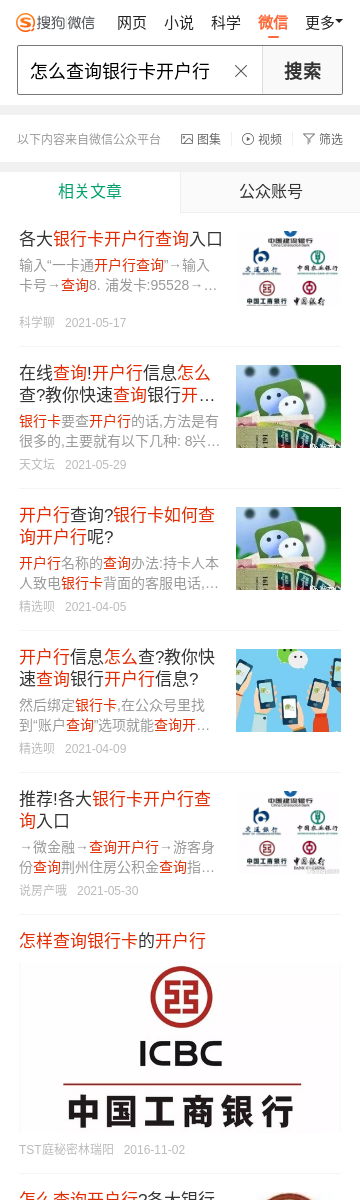 搜狗微信 网页 小说 科学 微信 更多
怎么查询银行卡开户行 搜索
以下内容来自微信公众平台 图集 视频 筛选
相关文章 公众账号
各大银行卡开户行查询入口
输入“一卡通开户行查询”→输入
卡号→查询8. 浦发卡:95528→…
科学聊 2021-05-17
中国建设银行
交通银行 中国农业银行
中国工商银行 中国银行
在线查询!开户行信息怎么
查?教你快速查询银行开…
银行卡要查开户行的话,方法是有
很多的,主要就有以下几种: 8兴…
天文坛 2021-05-29
开户行查询?银行卡如何查
询开户行呢?
开户行名称的查询办法:持卡人本
人致电银行卡背面的客服电话,…
精选呗 2021-04-05
开户行信息怎么查?教你快
速查询银行开户行信息?
然后绑定银行卡,在公众号里找
到“账户查询”选项就能查询开…
精选呗 2021-04-09
推荐!各大银行卡开户行查
询入口
→微金融→查询开户行→游客身
份查询荆州住房公积金查询指…
说房产哦 2021-05-30
中国建设银行
交通银行 中国农业银行
中国工商银行 中国银行
怎样查询银行卡的开户行
ICBC
中国工商银行
TST庭秘密林瑞阳 2016-11-02
怎么查询开户行?各大银行